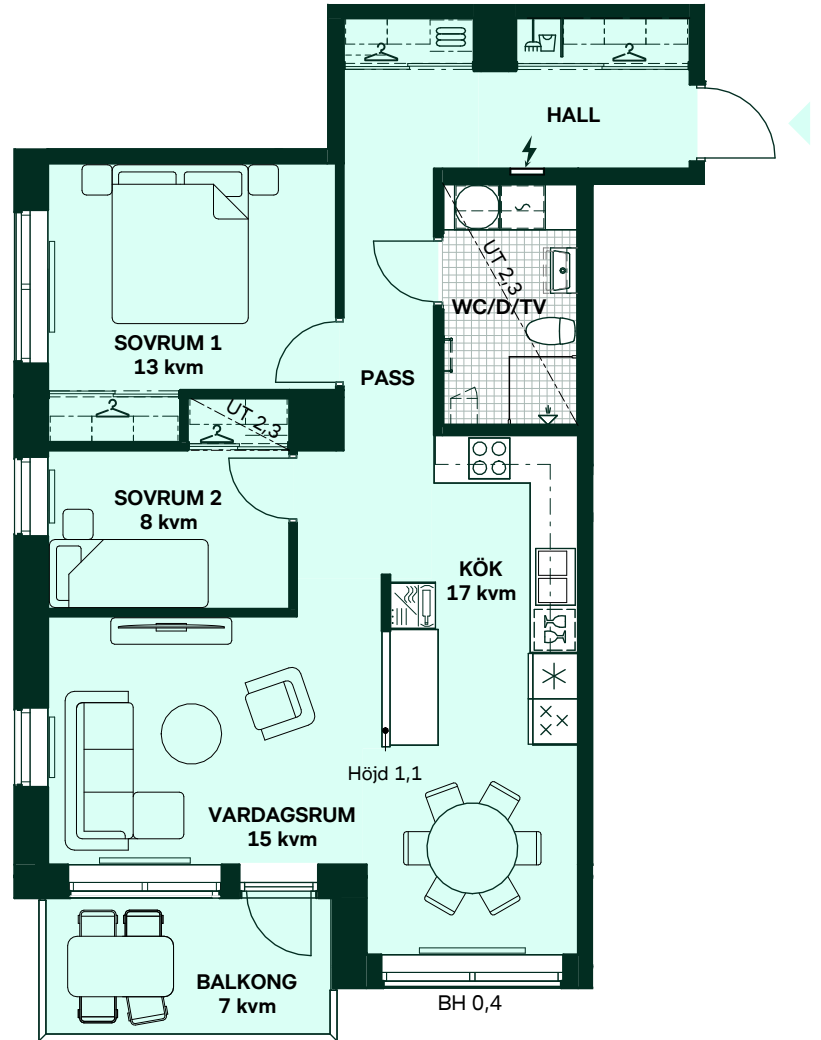 HALL
UT 2,3
WC/D/TV
SOVRUM 1
13 kvm
PASS
UT 2,3
SOVRUM 2
8 kvm
KÖK
17 kvm
Höjd 1,1
VARDAGSRUM
15 kvm
BALKONG
7 kvm
BH 0,4